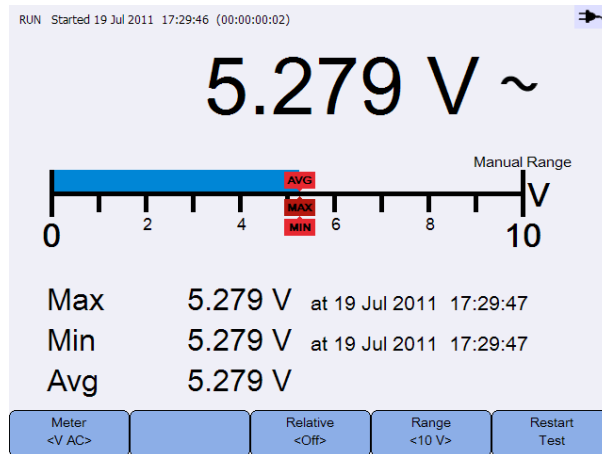 RUN Started 19 Jul 2011 17:29:46 (00:00:00:02)
5.279 V ~
Manual Range
AVG
V
MAX
2 4 6 8
MIN
0 10
Max 5.279 V at 19 Jul 2011 17:29:47
Min 5.279 V at 19 Jul 2011 17:29:47
Avg 5.279 V
Meter Relative Range Restart
<V AC> <Off> <10 V> Test